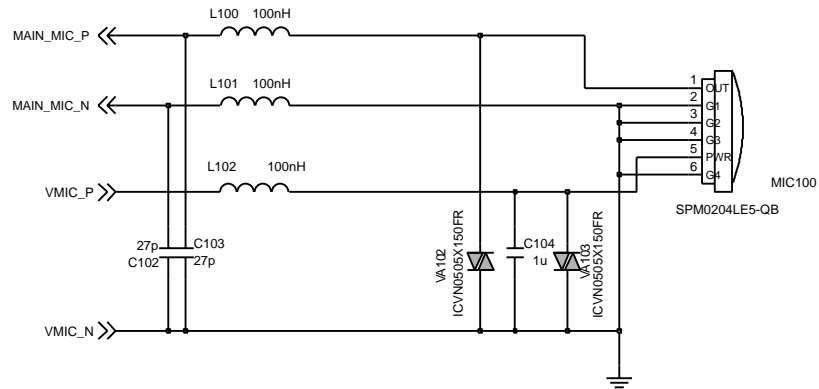 L100 100nH
MAIN_MIC_P
L101 100nH
MAIN_MIC_N
L102 100nH
VMIC_P
1 OUT
2 G1
3 G2
4 G3
5 PWR
6 G4
MIC100
SPM0204LE5-QB
27p
C102
C103
27p
VA102
ICVN0505X150FR
C104
1u
VA103
ICVN0505X150FR
VMIC_N